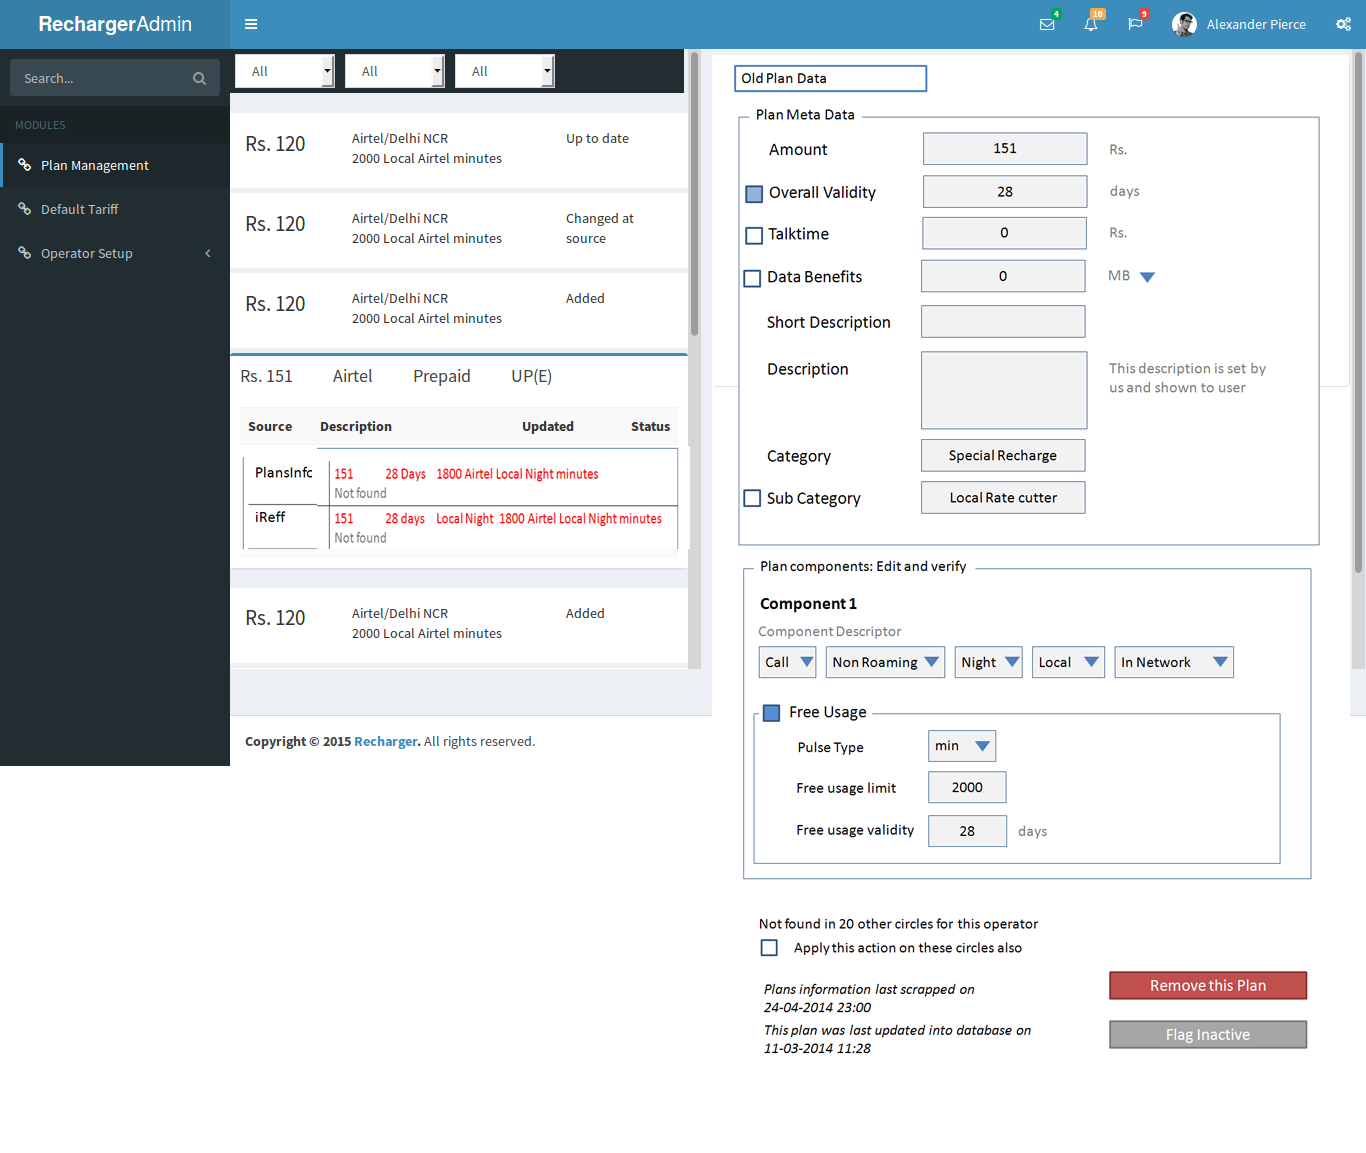 RechargerAdmin
4
10
9
Alexander Pierce
Search...
MODULES
Plan Management
Default Tariff
Operator Setup
All
All
All
Rs. 120
Airtel/Delhi NCR
2000 Local Airtel minutes
Up to date
Rs. 120
Airtel/Delhi NCR
2000 Local Airtel minutes
Changed at
source
Rs. 120
Airtel/Delhi NCR
2000 Local Airtel minutes
Added
Rs. 151 Airtel Prepaid UP(E)
Source Description Updated Status
PlansInfo
151 28 Days 1800 Airtel Local Night minutes
Not found
iReff
151 28 days Local Night 1800 Airtel Local Night minutes
Not found
Rs. 120
Airtel/Delhi NCR
2000 Local Airtel minutes
Added
Copyright © 2015 Recharger. All rights reserved.
Old Plan Data
Plan Meta Data
Amount 151 Rs.
Overall Validity 28 days
Talktime 0 Rs.
Data Benefits 0 MB
Short Description
Description
This description is set by
us and shown to user
Category Special Recharge
Sub Category Local Rate cutter
Plan components: Edit and verify
Component 1
Component Descriptor
Call Non Roaming Night Local In Network
Free Usage
Pulse Type min
Free usage limit 2000
Free usage validity 28 days
Not found in 20 other circles for this operator
Apply this action on these circles also
Plans information last scrapped on
24-04-2014 23:00
This plan was last updated into database on
11-03-2014 11:28
Remove this Plan
Flag Inactive